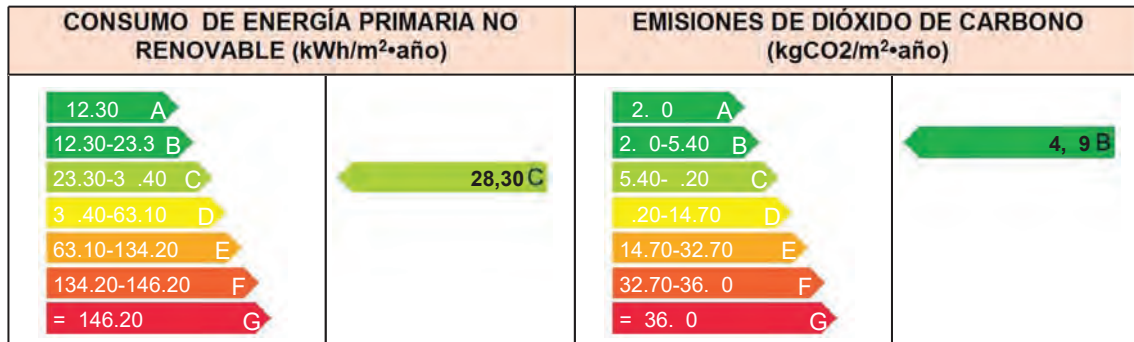 CONSUMO DE ENERGÍA PRIMARIA NO
RENOVABLE (kWh/m²•año)
EMISIONES DE DIÓXIDO DE CARBONO
(kgCO2/m²•año)
12.30 A
12.30-23.3 B
23.30-3 .40 C
3 .40-63.10 D
63.10-134.20 E
134.20-146.20 F
= 146.20 G
28,30 C
2. 0 A
2. 0-5.40 B
5.40- .20 C
.20-14.70 D
14.70-32.70 E
32.70-36. 0 F
= 36. 0 G
4, 9 B